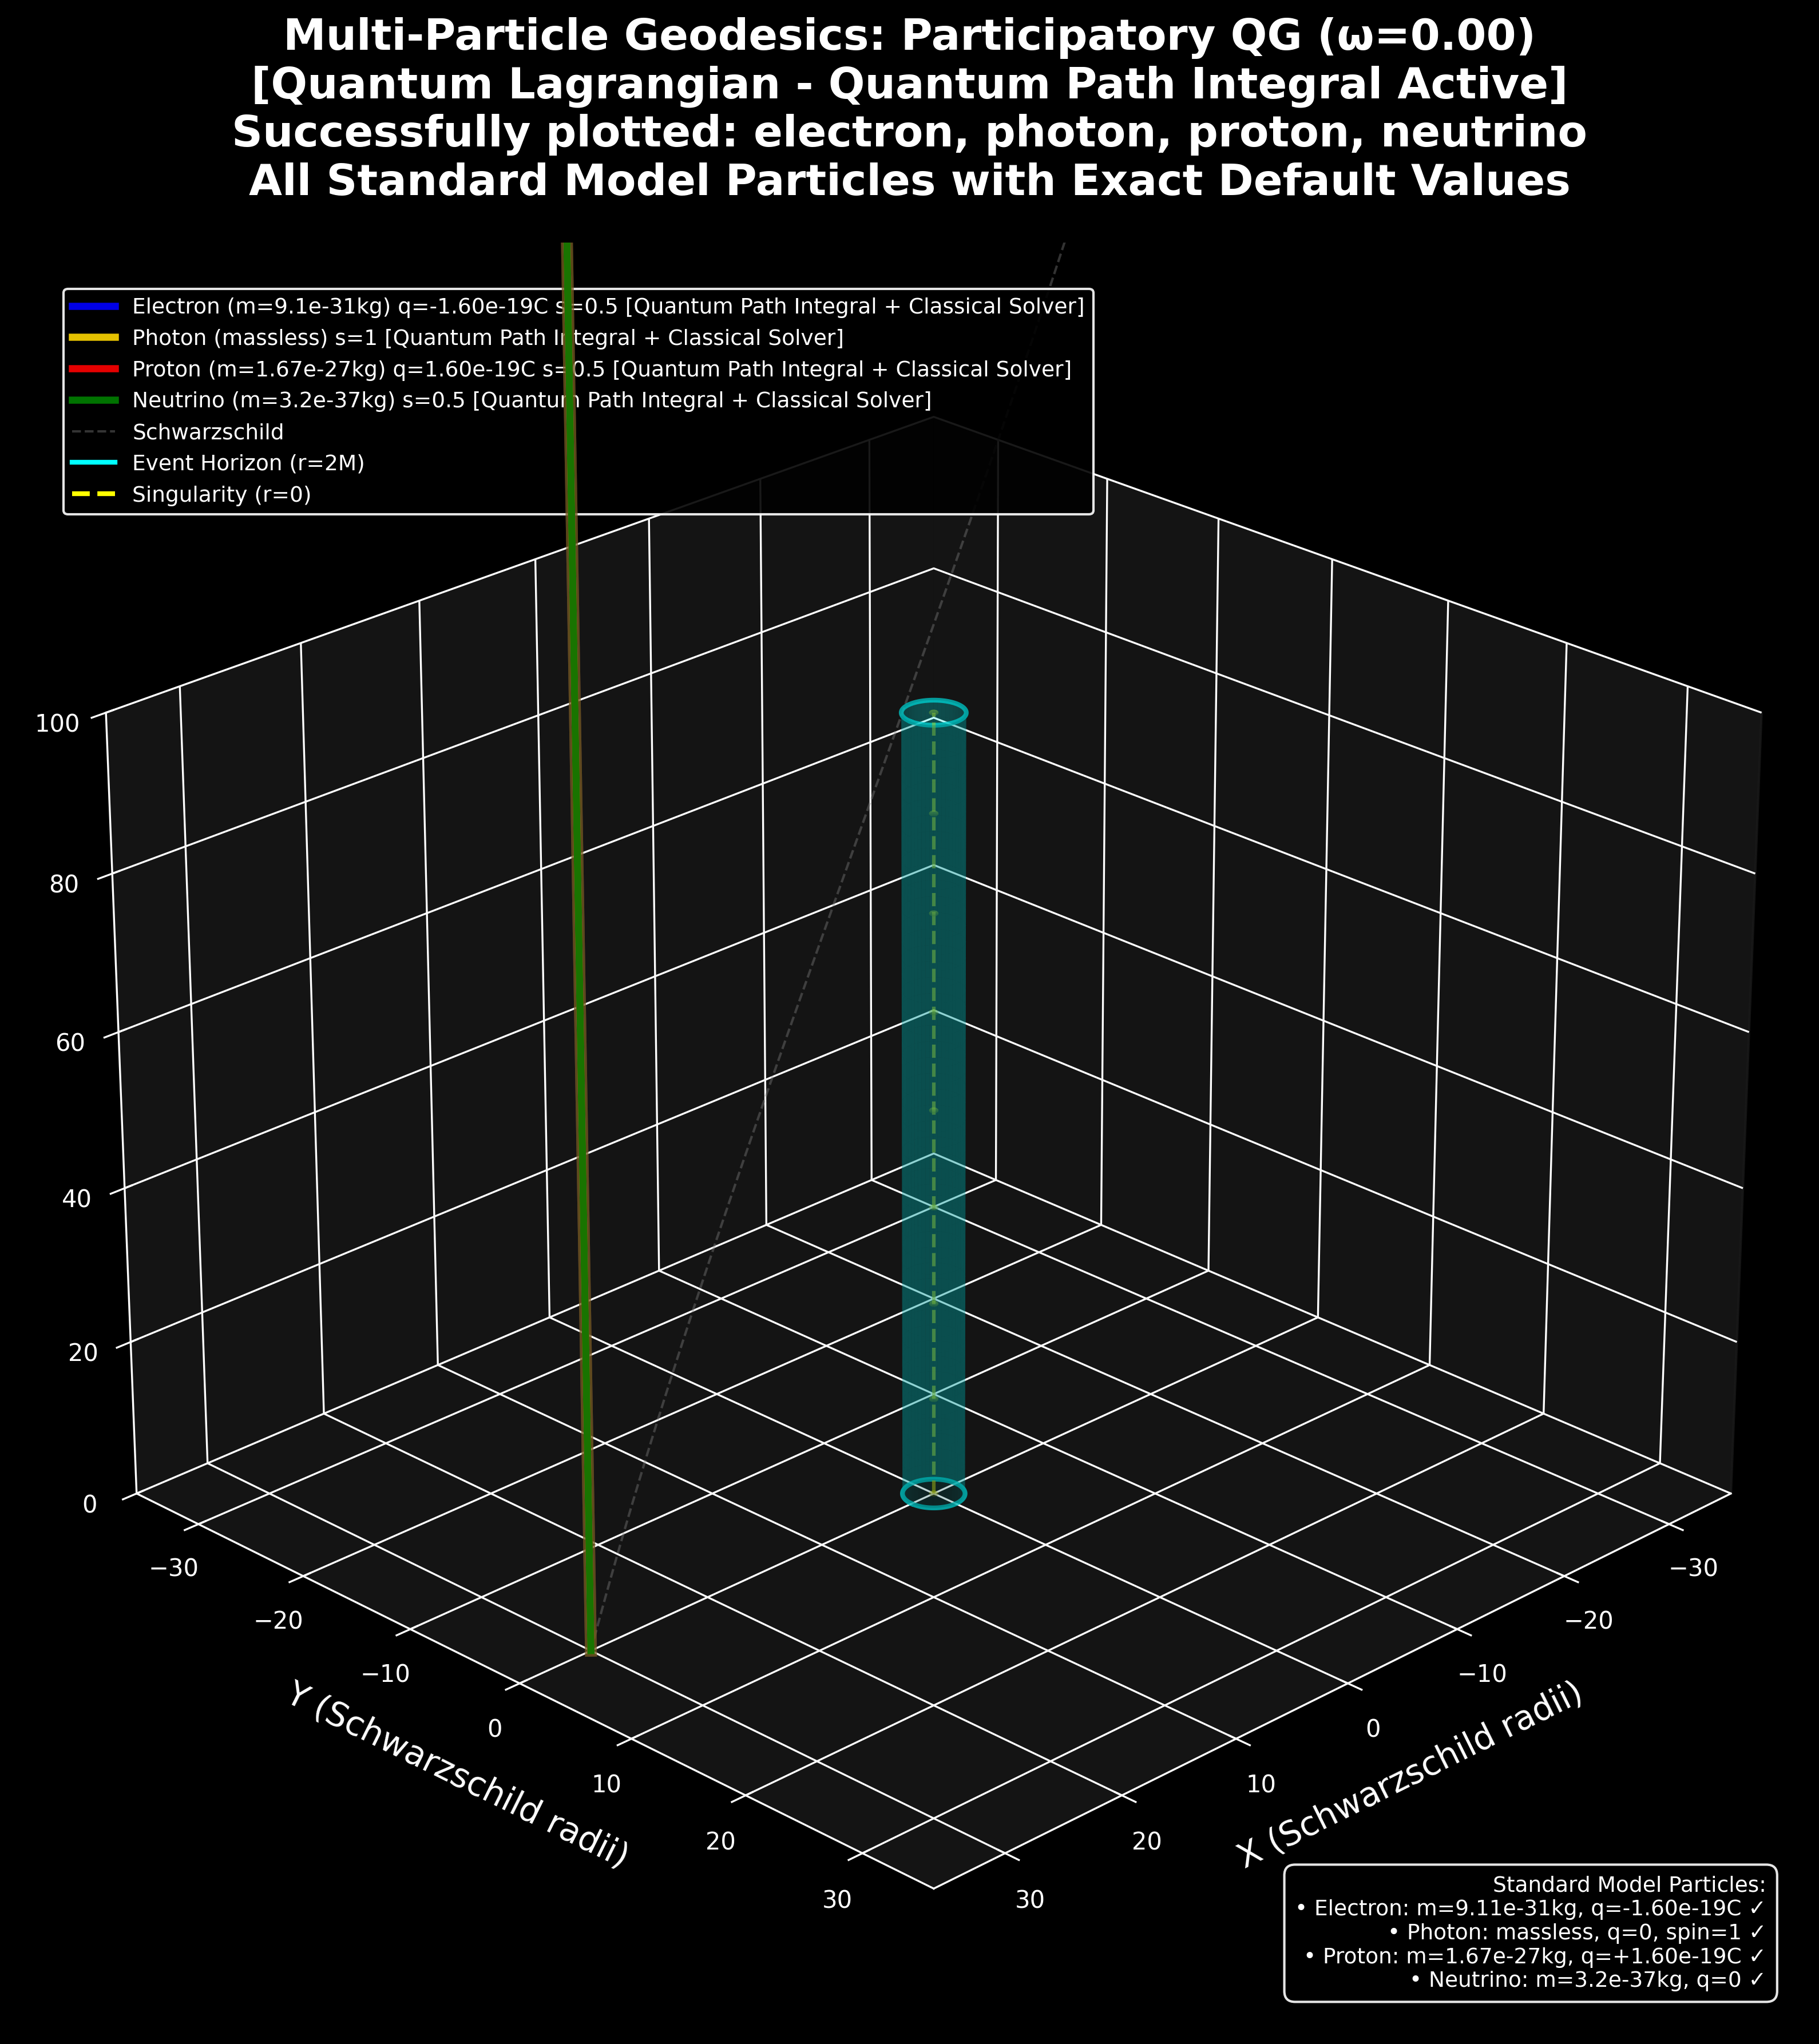 Multi-Particle Geodesics: Participatory QG (ω=0.00)
[Quantum Lagrangian - Quantum Path Integral Active]
Successfully plotted: electron, photon, proton, neutrino
All Standard Model Particles with Exact Default Values
Electron (m=9.1e-31kg) q=-1.60e-19C s=0.5 [Quantum Path Integral + Classical Solver]
Photon (massless) s=1 [Quantum Path Integral + Classical Solver]
Proton (m=1.67e-27kg) q=1.60e-19C s=0.5 [Quantum Path Integral + Classical Solver]
Neutrino (m=3.2e-37kg) s=0.5 [Quantum Path Integral + Classical Solver]
Schwarzschild
Event Horizon (r=2M)
Singularity (r=0)
100
80
60
40
20
0
−30
−20
−10
0
10
20
30
Y (Schwarzschild radii)
−30
−20
−10
0
10
20
30
X (Schwarzschild radii)
Standard Model Particles:
• Electron: m=9.11e-31kg, q=-1.60e-19C ✓
• Photon: massless, q=0, spin=1 ✓
• Proton: m=1.67e-27kg, q=+1.60e-19C ✓
• Neutrino: m=3.2e-37kg, q=0 ✓